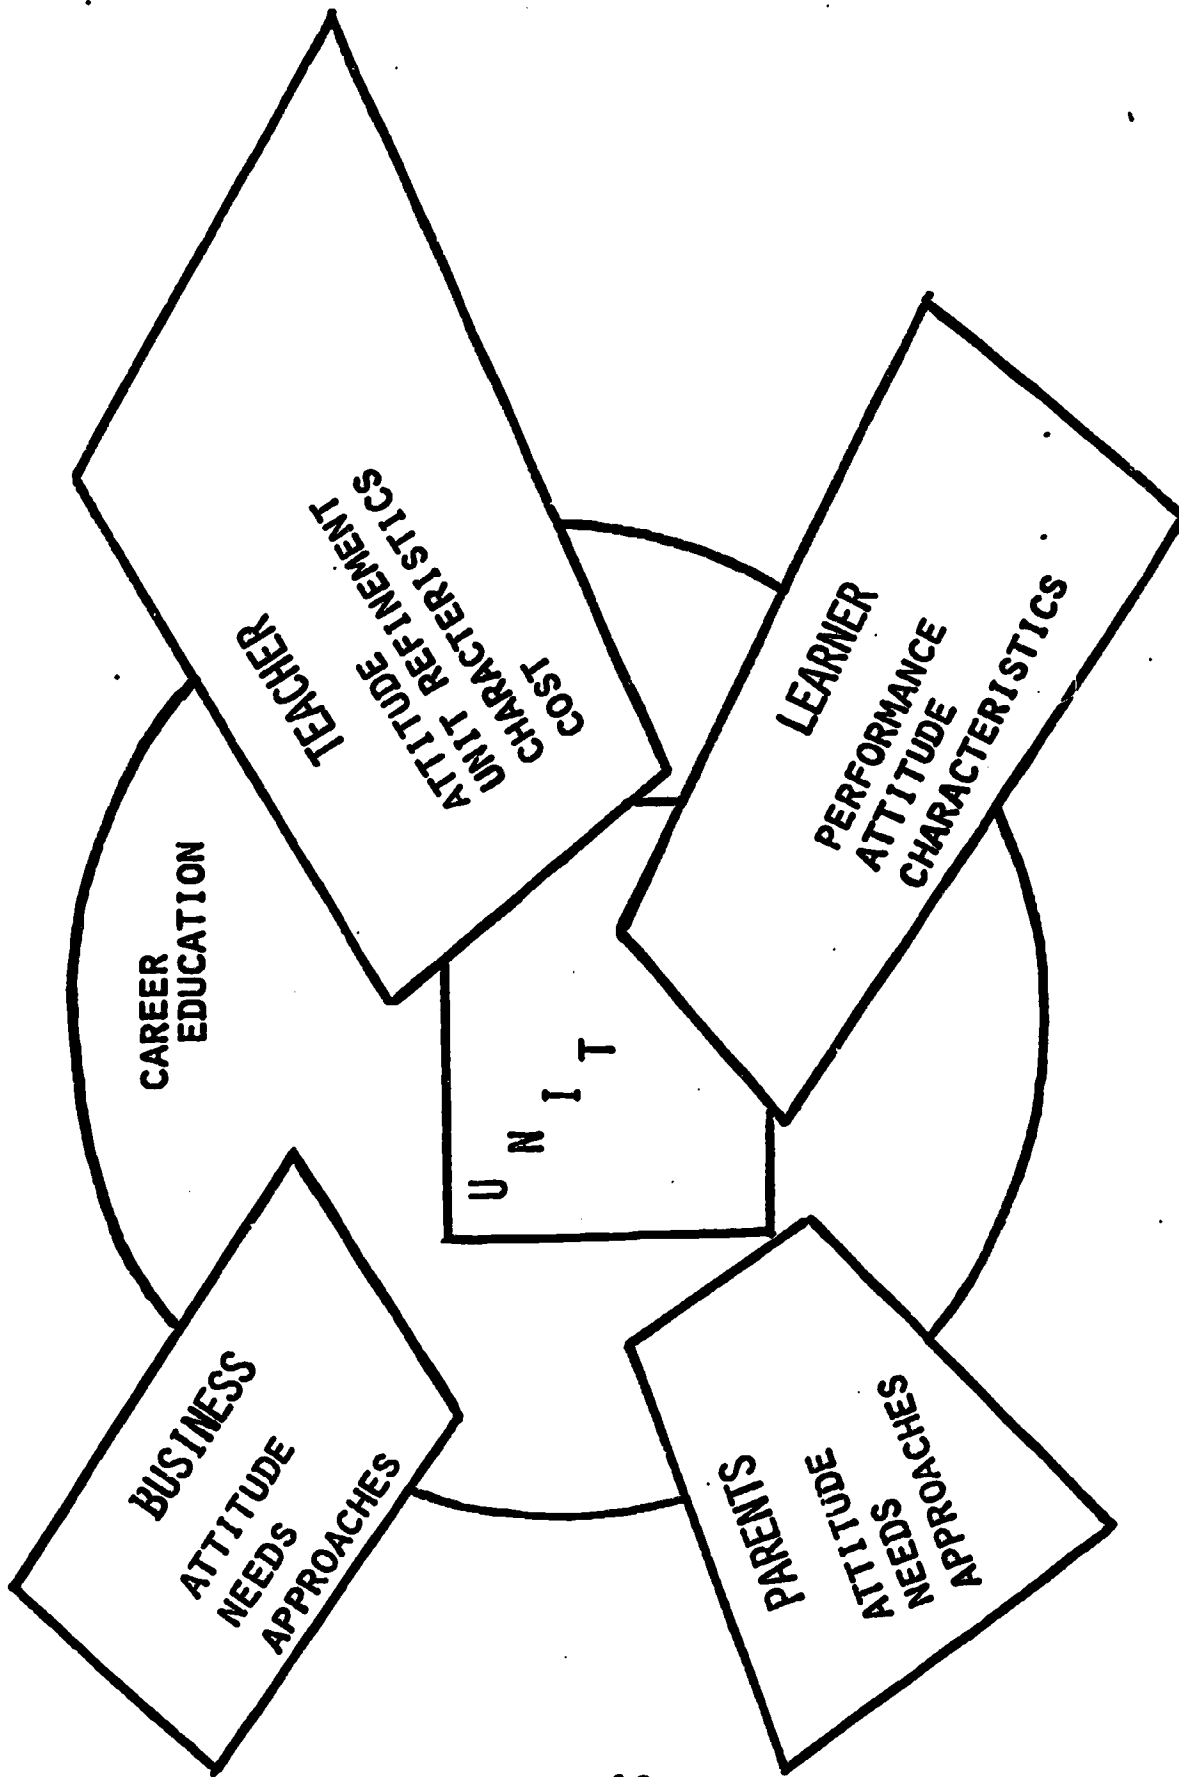 BUSINESS
ATTITUDE
NEEDS
APPROACHES
CAREER
EDUCATION
TEACHER
ATTITUDE
UNIT REFINEMENT
CHARACTERISTICS
COST
UNIT
PARENTS
ATTITUDE
NEEDS
APPROACHES
LEARNER
PERFORMANCE
ATTITUDE
CHARACTERISTICS